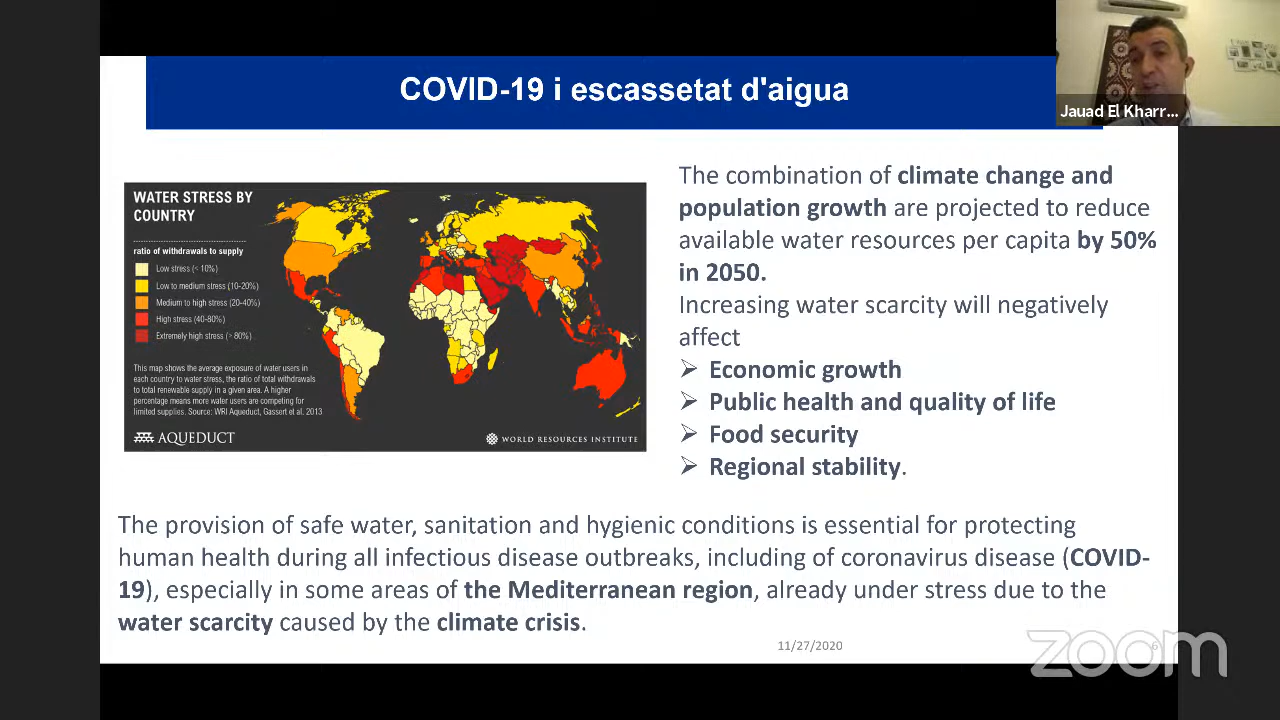 COVID-19 i escassetat d'aigua
Jauad El Kharr...
WATER STRESS BY
COUNTRY
ratio of withdrawals to supply
Low stress (< 10%)
Low to medium stress (10-20%)
Medium to high stress (20-40%)
High stress (40-80%)
Extremely high stress (> 80%)
This map shows the average exposure of water users in
each country to water stress, the ratio of total withdrawals
to total renewable supply in a given area. A higher
percentage means more water users are competing for
limited supplies. Source: WRI Aqueduct, Gassert et al. 2013
AQUEDUCT
WORLD RESOURCES INSTITUTE
The combination of climate change and
population growth are projected to reduce
available water resources per capita by 50%
in 2050.
Increasing water scarcity will negatively
affect
➢ Economic growth
➢ Public health and quality of life
➢ Food security
➢ Regional stability.
The provision of safe water, sanitation and hygienic conditions is essential for protecting
human health during all infectious disease outbreaks, including of coronavirus disease (COVID-
19), especially in some areas of the Mediterranean region, already under stress due to the
water scarcity caused by the climate crisis.
11/27/2020
6
zoom